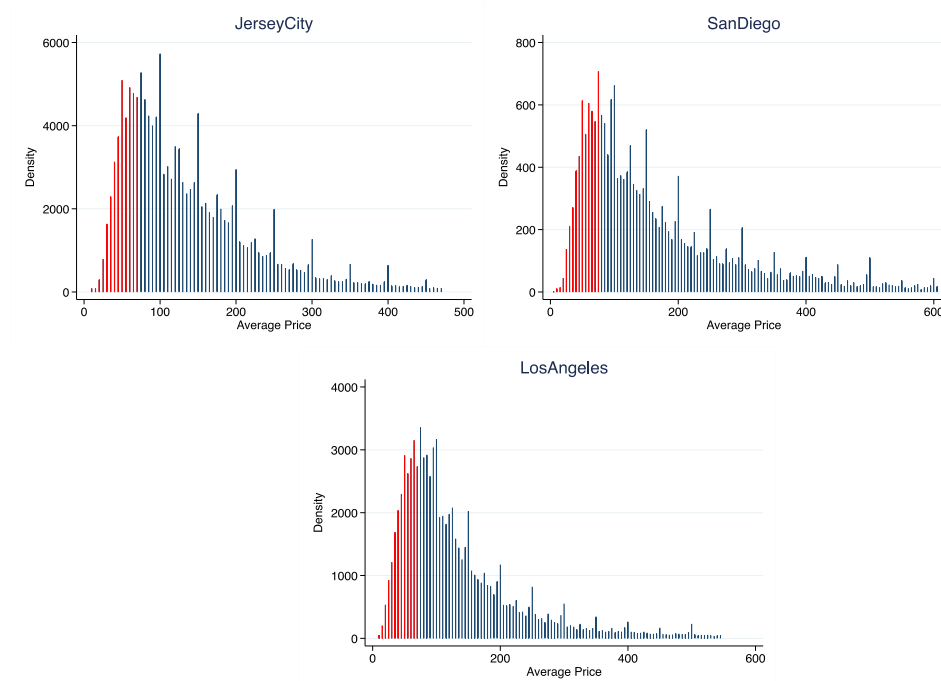 JerseyCity
6000
4000
2000
0
Density
0 100 200 300 400 500
Average Price
SanDiego
800
600
400
200
0
Density
0 200 400 600
Average Price
LosAngeles
4000
3000
2000
1000
0
Density
0 200 400 600
Average Price